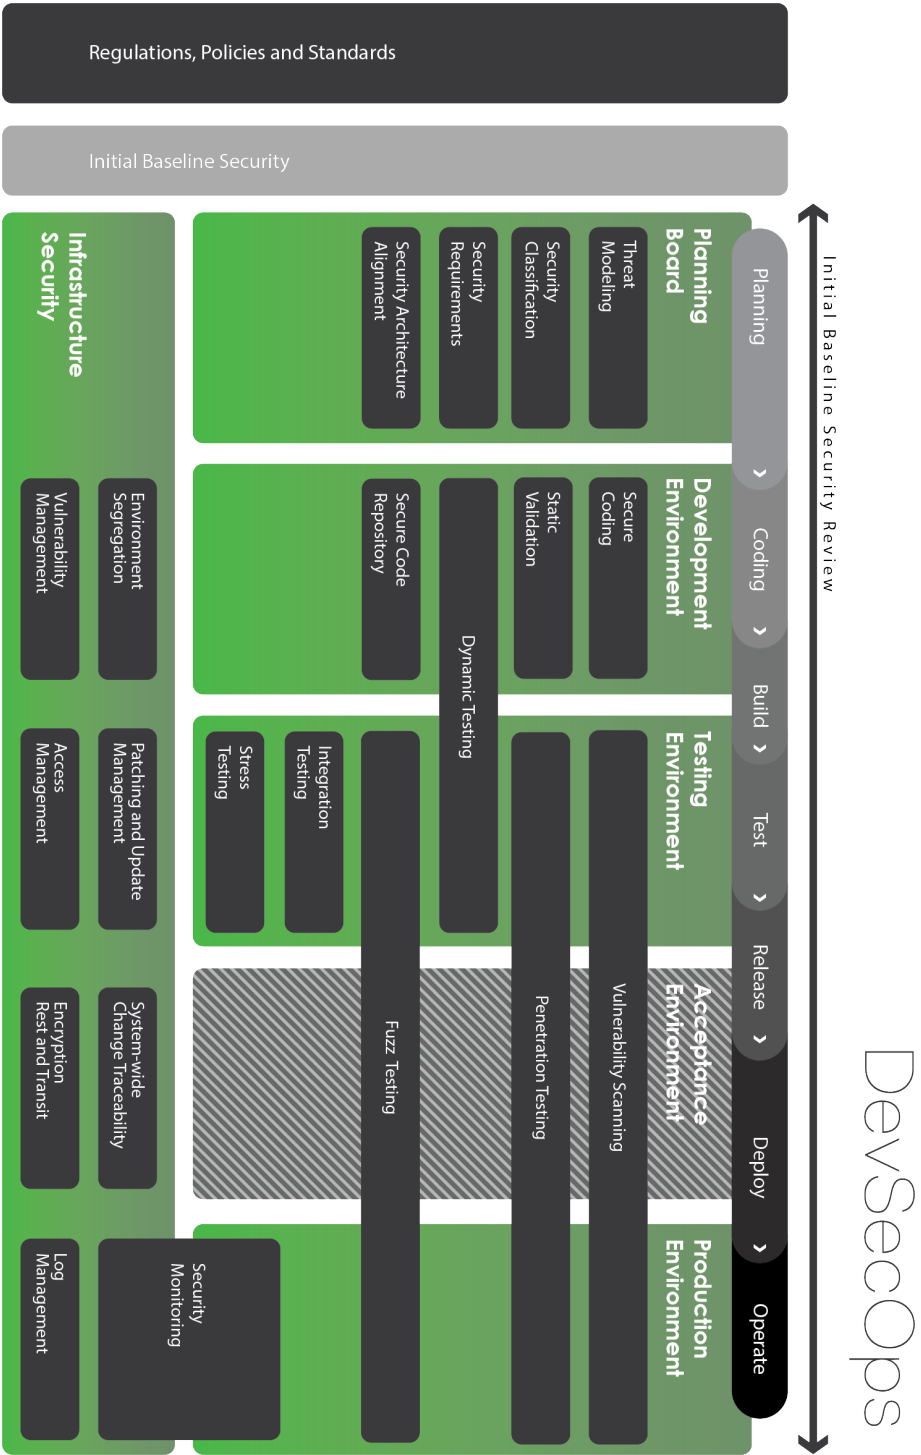 Regulations, Policies and Standards
Initial Baseline Security
DevSecOps
Initial Baseline Security Review
Planning
Coding
Build
Test
Release
Deploy
Operate
Planning
Board
Threat
Modeling
Security
Classification
Security
Requirements
Security Architecture
Alignment
Development
Environment
Secure
Coding
Static
Validation
Dynamic Testing
Secure Code
Repository
Testing
Environment
Integration
Testing
Stress
Testing
Acceptance
Environment
Vulnerability Scanning
Penetration Testing
Fuzz Testing
Production
Environment
Security
Monitoring
Infrastructure
Security
Environment
Segregation
Vulnerability
Management
Patching and Update
Management
Access
Management
System-wide
Change Traceability
Encryption
Rest and Transit
Log
Management